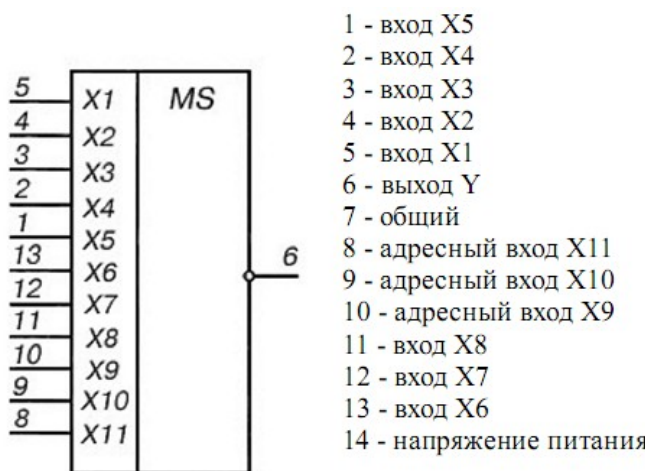 5 X1 MS
4 X2
3 X3
2 X4
1 X5
13 X6 6
12 X7
11 X8
10 X9
9 X10
8 X11
1 - вход X5
2 - вход X4
3 - вход X3
4 - вход X2
5 - вход X1
6 - выход Y
7 - общий
8 - адресный вход X11
9 - адресный вход X10
10 - адресный вход X9
11 - вход X8
12 - вход X7
13 - вход X6
14 - напряжение питания